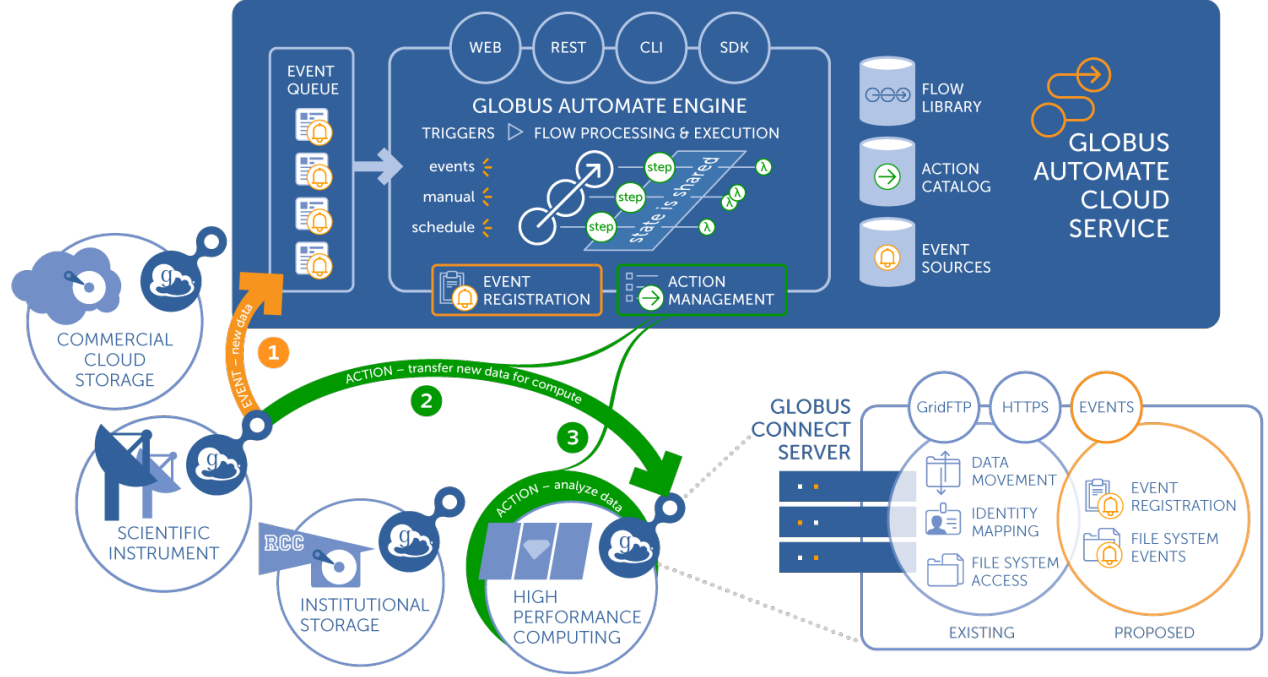 WEB
REST
CLI
SDK
EVENT
QUEUE
GLOBUS AUTOMATE ENGINE
TRIGGERS
FLOW PROCESSING & EXECUTION
events
manual
schedule
step
step
step
state is shared
λ
λ
λ
λ
EVENT
REGISTRATION
ACTION
MANAGEMENT
FLOW
LIBRARY
ACTION
CATALOG
EVENT
SOURCES
GLOBUS
AUTOMATE
CLOUD
SERVICE
g
COMMERCIAL
CLOUD
STORAGE
EVENT – new data
1
ACTION – transfer new data for compute
2
3
g
SCIENTIFIC
INSTRUMENT
RCC
g
INSTITUTIONAL
STORAGE
ACTION – analyze data
g
HIGH
PERFORMANCE
COMPUTING
GLOBUS
CONNECT
SERVER
GridFTP
HTTPS
EVENTS
DATA
MOVEMENT
IDENTITY
MAPPING
FILE SYSTEM
ACCESS
EVENT
REGISTRATION
FILE SYSTEM
EVENTS
EXISTING
PROPOSED